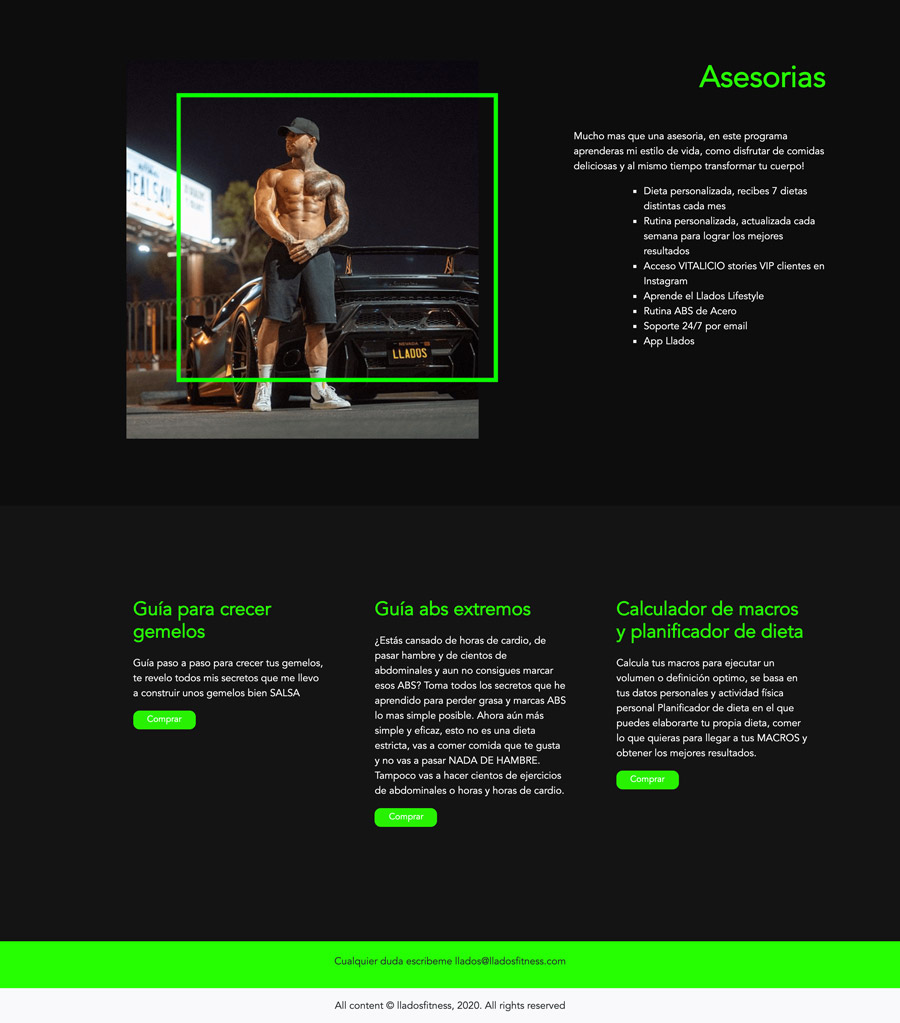 Asesorias
Mucho mas que una asesoria, en este programa
aprenderas mi estilo de vida, como disfrutar de comidas
deliciosas y al mismo tiempo transformar tu cuerpo!
Dieta personalizada, recibes 7 dietas
distintas cada mes
Rutina personalizada, actualizada cada
semana para lograr los mejores
resultados
Acceso VITALICIO stories VIP clientes en
Instagram
Aprende el Llados Lifestyle
Rutina ABS de Acero
Soporte 24/7 por email
App Llados
DEALS4U
NEVADA
LLADOS
Guía para crecer
gemelos
Guía paso a paso para crecer tus gemelos,
te revelo todos mis secretos que me llevo
a construir unos gemelos bien SALSA
Comprar
Guía abs extremos
¿Estás cansado de horas de cardio, de
pasar hambre y de cientos de
abdominales y aun no consigues marcar
esos ABS? Toma todos los secretos que he
aprendido para perder grasa y marcas ABS
lo mas simple posible. Ahora aún más
simple y eficaz, esto no es una dieta
estricta, vas a comer comida que te gusta
y no vas a pasar NADA DE HAMBRE.
Tampoco vas a hacer cientos de ejercicios
de abdominales o horas y horas de cardio.
Comprar
Calculador de macros
y planificador de dieta
Calcula tus macros para ejecutar un
volumen o definición optimo, se basa en
tus datos personales y actividad física
personal Planificador de dieta en el que
puedes elaborarte tu propia dieta, comer
lo que quieras para llegar a tus MACROS y
obtener los mejores resultados.
Comprar
Cualquier duda escribeme llados@lladosfitness.com
All content © lladosfitness, 2020. All rights reserved